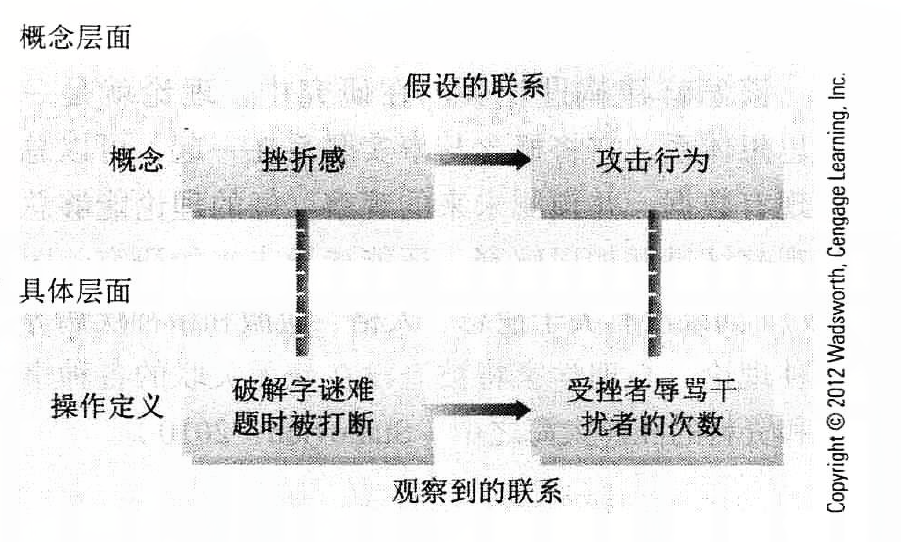 概念层面
假设的联系
概念
挫折感
攻击行为
具体层面
操作定义
破解字谜难
题时被打断
受挫者辱骂干
扰者的次数
观察到的联系
Copyright © 2012 Wadsworth, Cengage Learning, Inc.